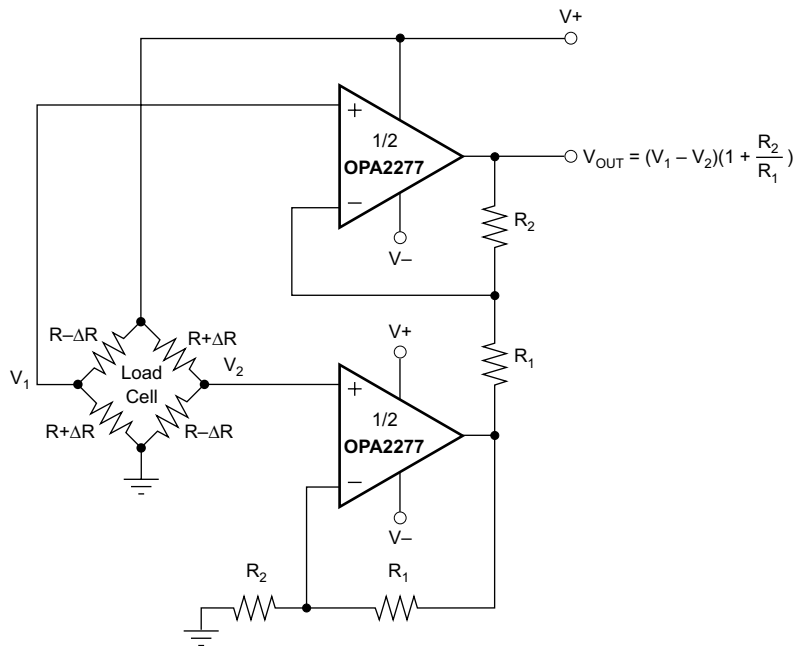 V+
+
1/2
OPA2277
−
V−
V_OUT = (V_1 – V_2)(1 + R_2/R_1 )
R_2
R_1
R−ΔR
R+ΔR
V_1
V_2
Load
Cell
R+ΔR
R−ΔR
V+
+
1/2
OPA2277
−
V−
R_2
R_1